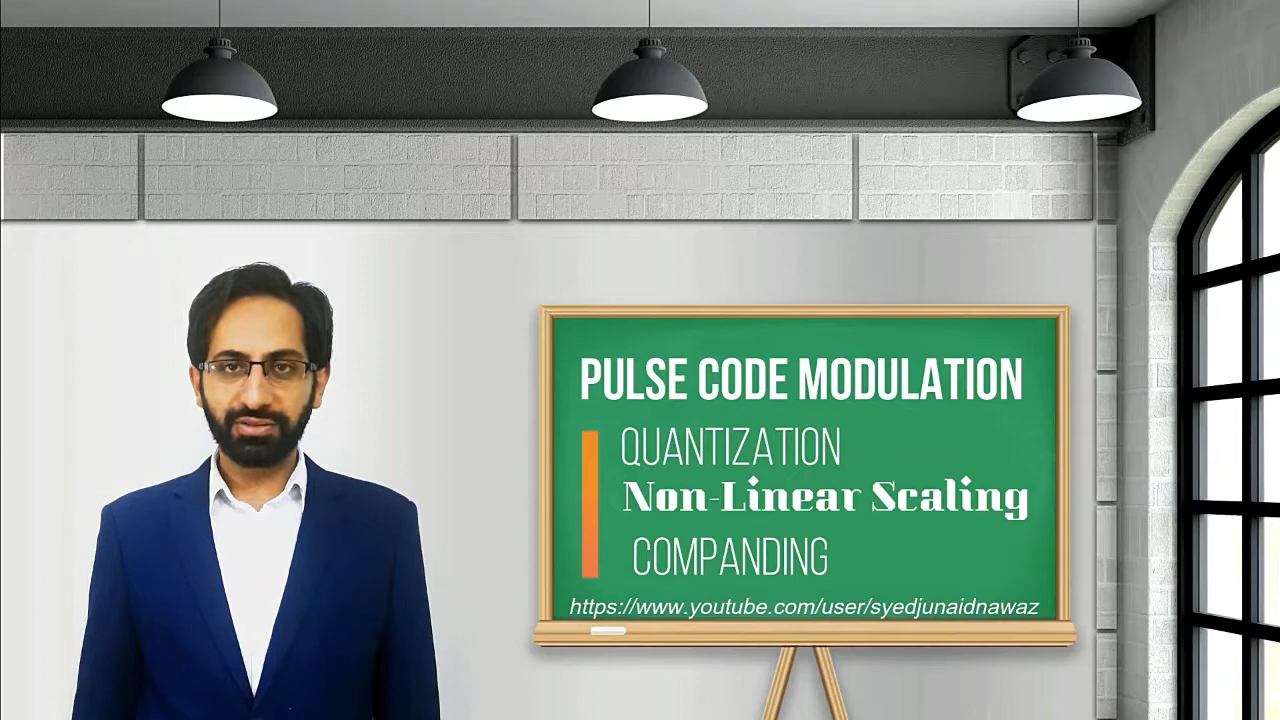 PULSE CODE MODULATION
QUANTIZATION
Non-Linear Scaling
COMPANDING
https://www.youtube.com/user/syedjunaidnawaz